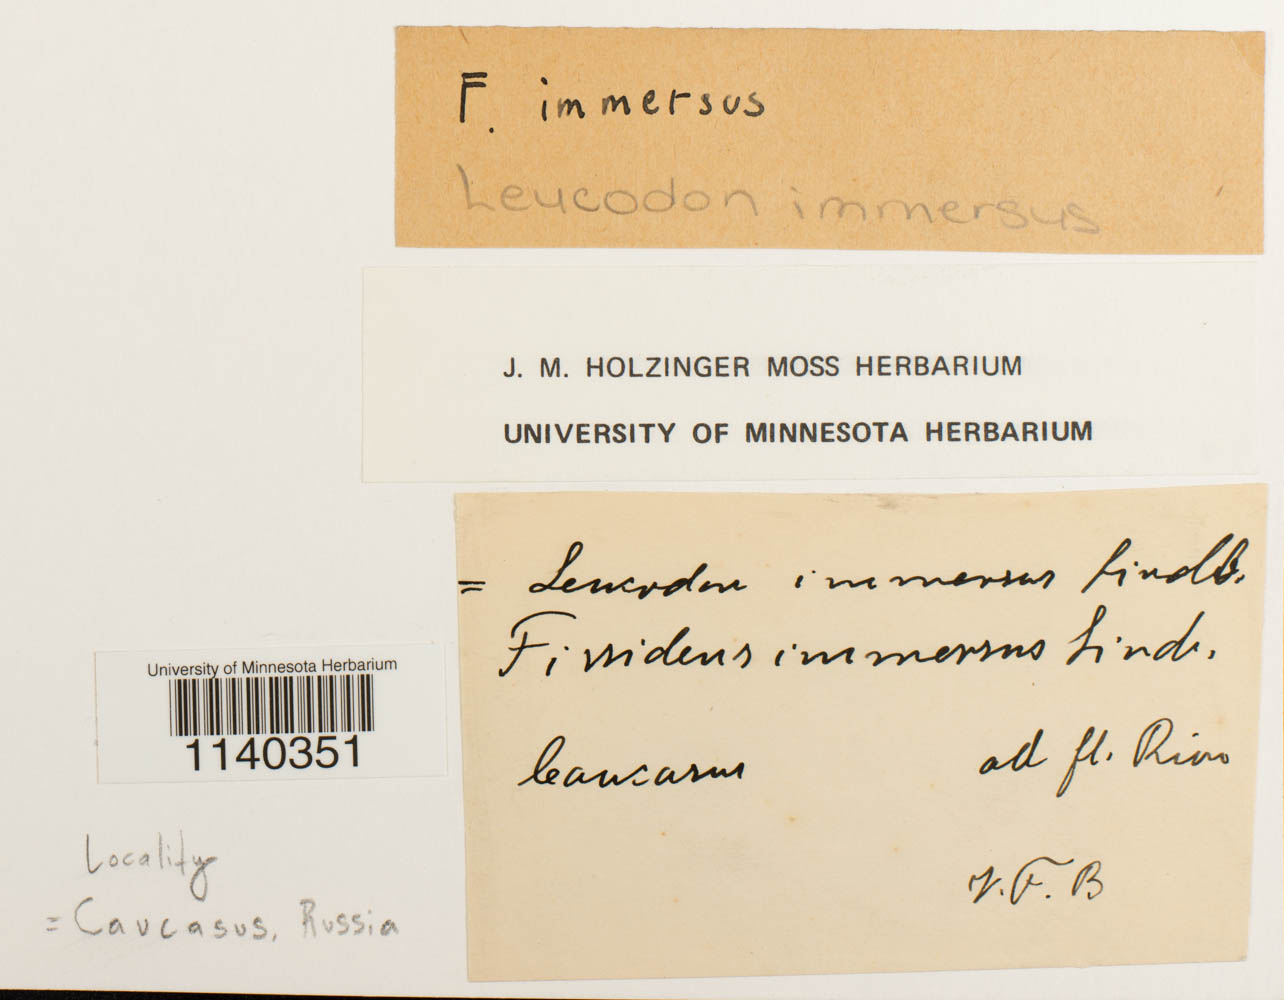 F. immersus
Leucodon immersus
J. M. HOLZINGER MOSS HERBARIUM
UNIVERSITY OF MINNESOTA HERBARIUM
= Leucodon immersus Lindb.
Fissidens immersus Lindb.
Caucasus ad fl. Rion
V. F. B
University of Minnesota Herbarium
1140351
Locality
= Caucasus, Russia